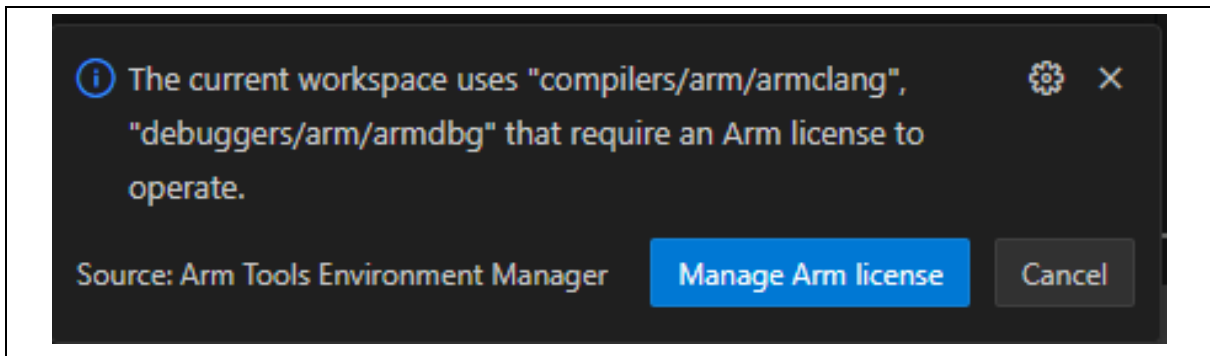 The current workspace uses "compilers/arm/armclang",
"debuggers/arm/armdbg" that require an Arm license to
operate.
Source: Arm Tools Environment Manager
Manage Arm license
Cancel